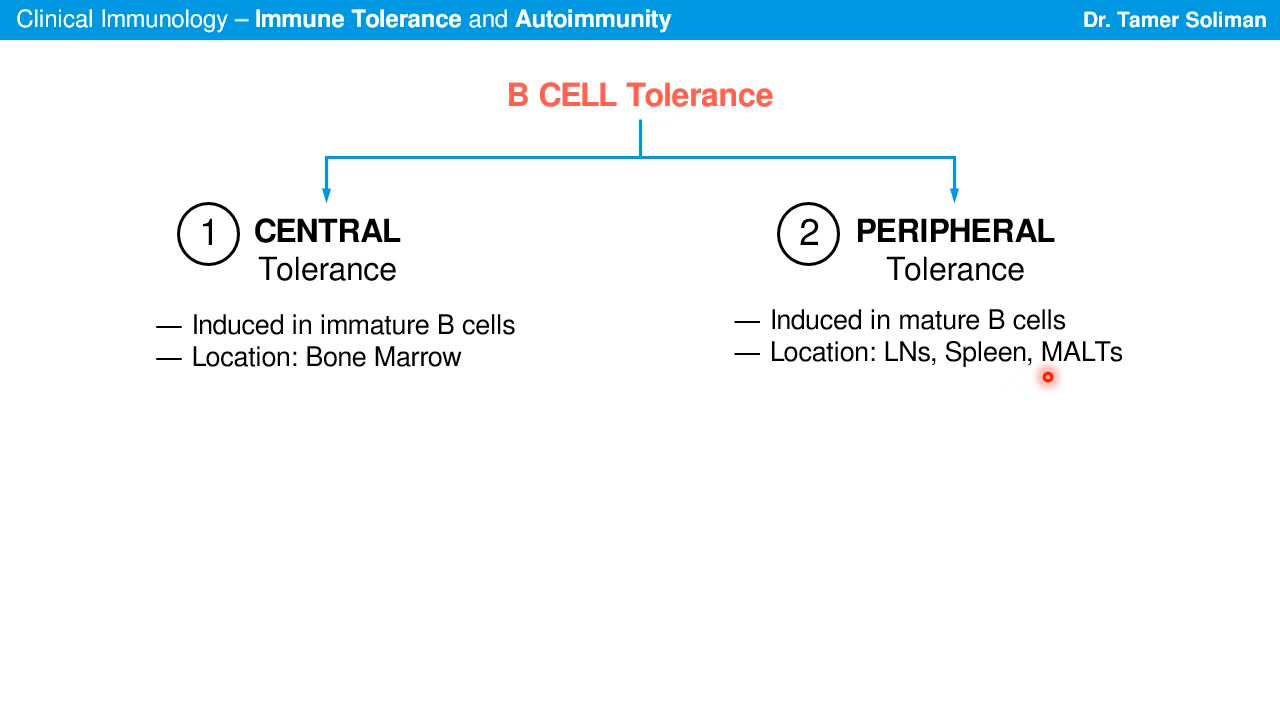 Clinical Immunology – Immune Tolerance and Autoimmunity
Dr. Tamer Soliman
B CELL Tolerance
1 CENTRAL
Tolerance
— Induced in immature B cells
— Location: Bone Marrow
2 PERIPHERAL
Tolerance
— Induced in mature B cells
— Location: LNs, Spleen, MALTs